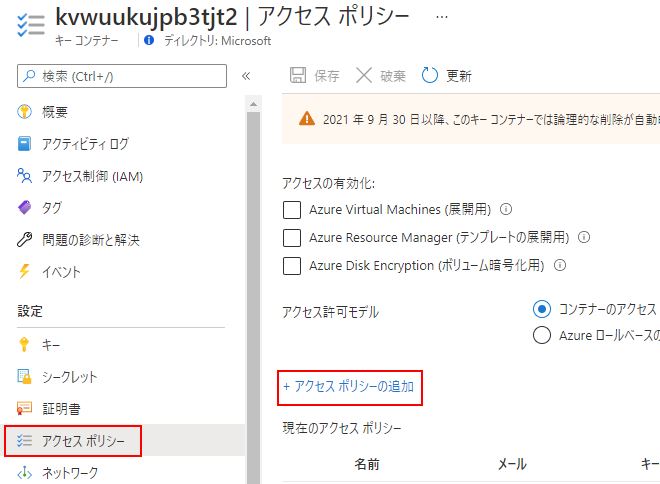 kvwuukujpb3tjt2 | アクセス ポリシー ...
キー コンテナー ディレクトリ: Microsoft
検索 (Ctrl+/) «
概要
アクティビティ ログ
アクセス制御 (IAM)
タグ
問題の診断と解決
イベント
設定
キー
シークレット
証明書
アクセス ポリシー
ネットワーク
保存 破棄 更新
2021 年 9 月 30 日以降、このキー コンテナーでは論理的な削除が自動
アクセスの有効化:
Azure Virtual Machines (展開用)
Azure Resource Manager (テンプレートの展開用)
Azure Disk Encryption (ボリューム暗号化用)
アクセス許可モデル
コンテナーのアクセス
Azure ロールベースの
+ アクセス ポリシーの追加
現在のアクセス ポリシー
名前 メール キー